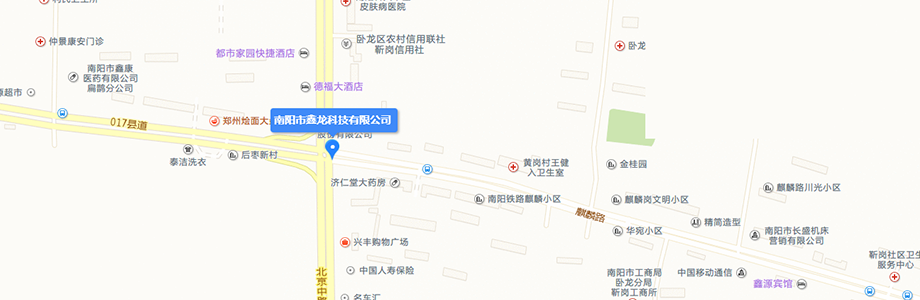 皮肤病医院
仲景康安门诊
卧龙区农村信用联社
靳岗信用社
卧龙
都市家园快捷酒店
南阳市鑫康
医药有限公司
扁鹊分公司
德福大酒店
源超市
017县道
郑州烩面大
南阳市鑫龙科技有限公司
股份有限公司
泰洁洗衣
后枣新村
黄岗村王健
入卫生室
金桂园
济仁堂大药房
麒麟路川光小区
南阳铁路麒麟小区
麒麟岗文明小区
麒麟路
精简造型
华宛小区
南阳市长盛机床
营销有限公司
兴丰购物广场
靳岗社区卫生
服务中心
北京中路
中国人寿保险
南阳市工商局
卧龙分局
靳岗工商所
中国移动通信
鑫源宾馆
名车汇